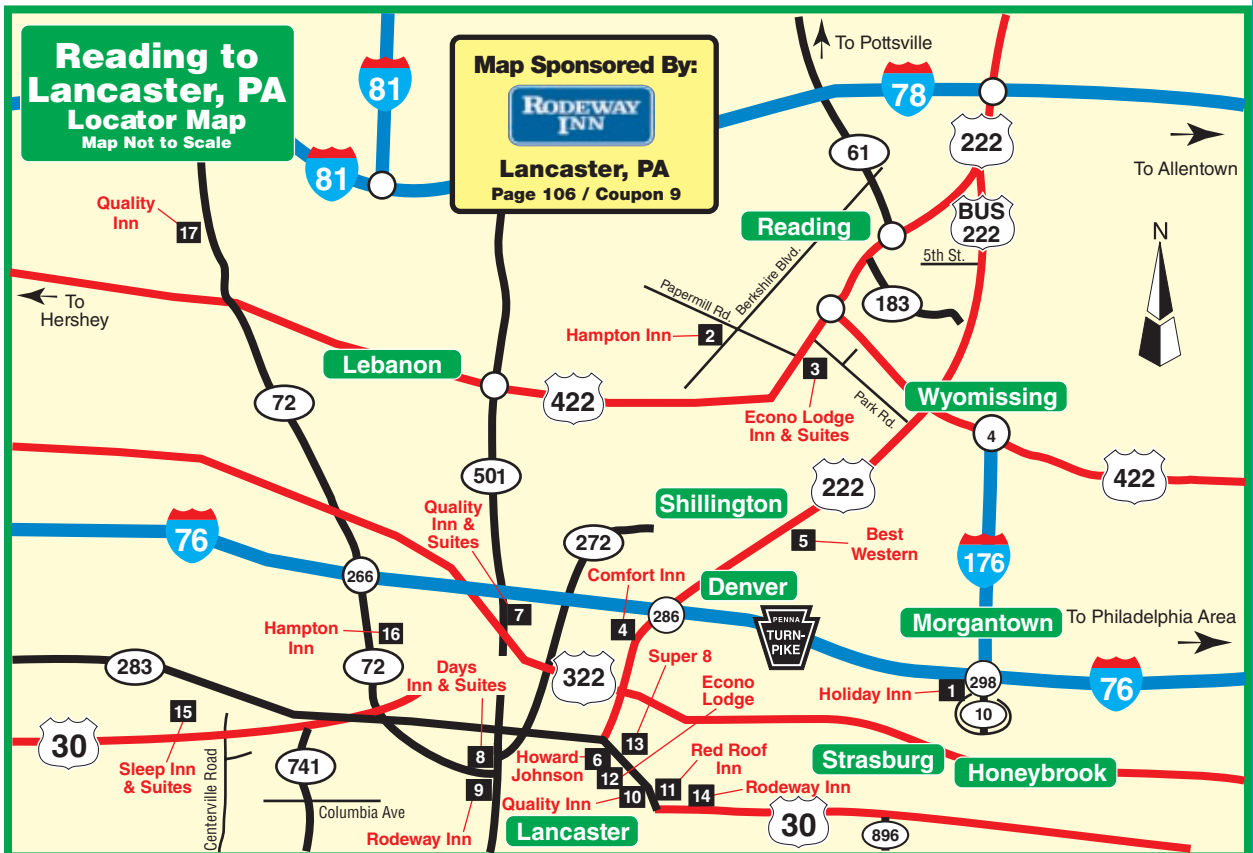 Reading to
Lancaster, PA
Locator Map
Map Not to Scale
81
81
Map Sponsored By:
RODEWAY
INN
Lancaster, PA
Page 106 / Coupon 9
To Pottsville
78
222
To Allentown
61
BUS
222
Quality
Inn
17
Reading
5th St.
N
To
Hershey
Berkshire Blvd.
Papermill Rd.
183
Hampton Inn
2
Lebanon
3
72
422
Econo Lodge
Inn & Suites
Park Rd.
Wyomissing
4
422
501
222
Shillington
Quality
Inn &
Suites
76
272
5
Best
Western
176
266
Comfort Inn
Denver
286
7
4
PENNA
TURN-
PIKE
Morgantown
To Philadelphia Area
Hampton
Inn
16
72
283
Days
Inn & Suites
322
Super 8
Econo
Lodge
Holiday Inn
1
298
10
76
15
30
Sleep Inn
& Suites
Centerville Road
741
Columbia Ave
8
9
Rodeway Inn
Howard
Johnson
6
13
12
Quality Inn
10
11
Red Roof
Inn
14
Rodeway Inn
Strasburg
Honeybrook
Lancaster
30
896